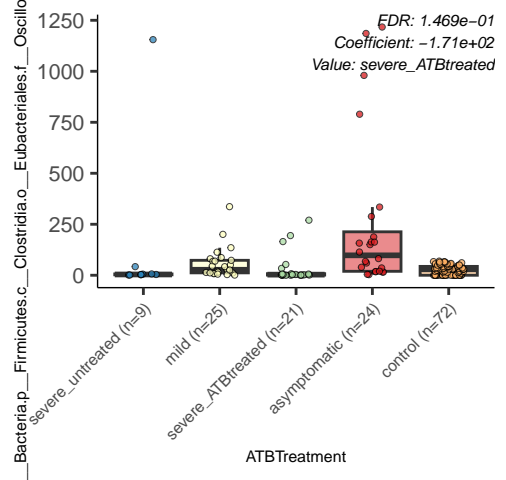 FDR: 1.469e−01
Coefficient: −1.71e+02
Value: severe_ATBtreated
1250
1000
750
500
250
0
__Bacteria.p__Firmicutes.c__Clostridia.o__Eubacteriales.f__Oscillo
severe_untreated (n=9)
mild (n=25)
severe_ATBtreated (n=21)
asymptomatic (n=24)
control (n=72)
ATBTreatment